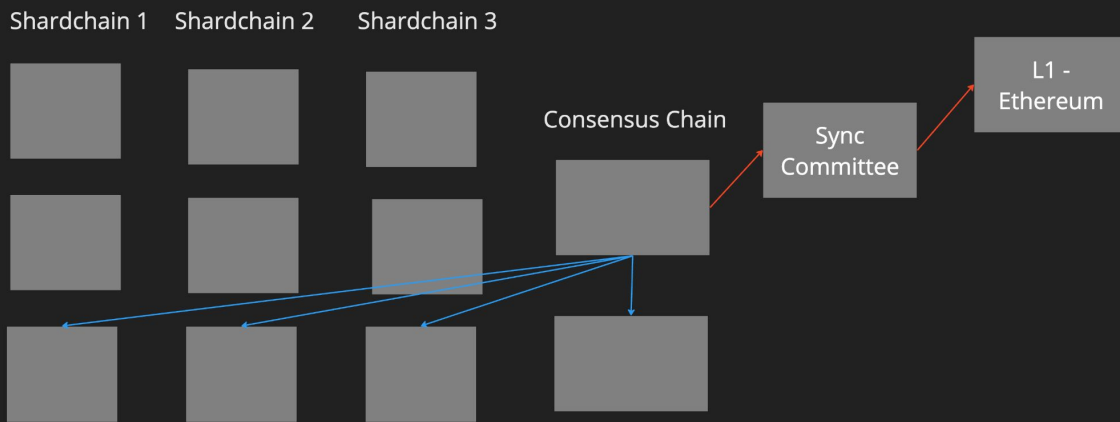 Shardchain 1
Shardchain 2
Shardchain 3
Consensus Chain
Sync
Committee
L1 -
Ethereum